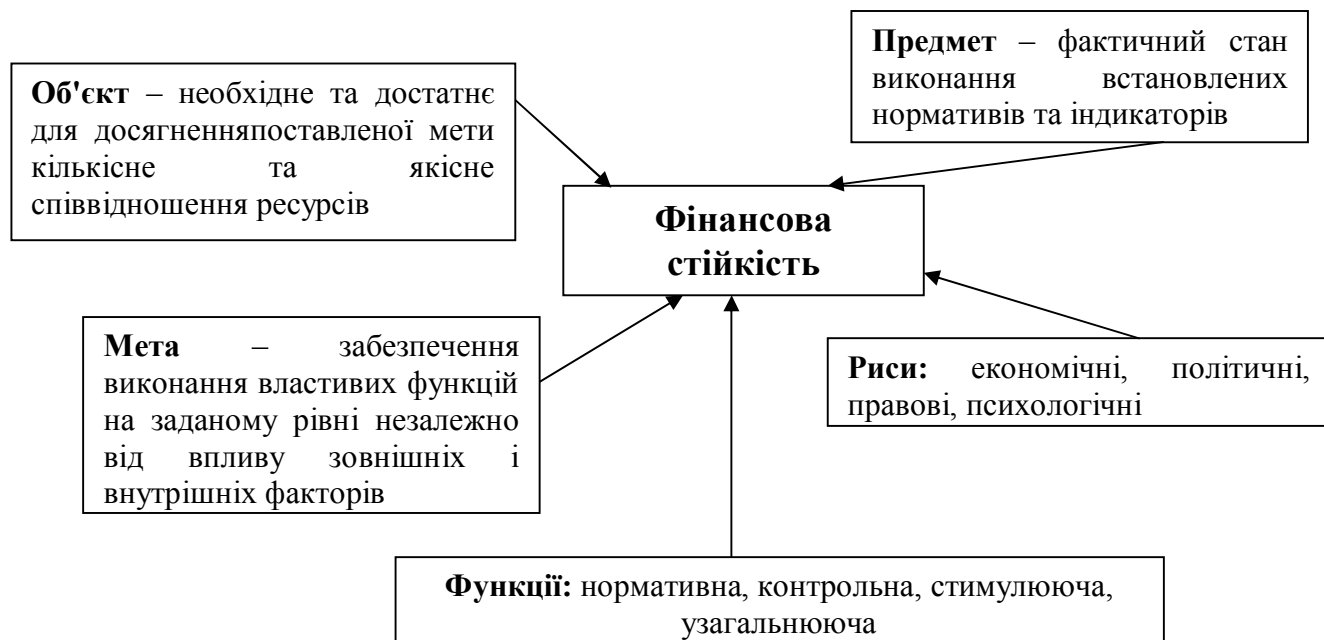 Предмет – фактичний стан
виконання встановлених
нормативів та індикаторів
Об'єкт – необхідне та достатнє
для досягненняпоставленої мети
кількісне та якісне
співвідношення ресурсів
Фінансова
стійкість
Мета – забезпечення
виконання властивих функцій
на заданому рівні незалежно
від впливу зовнішніх і
внутрішніх факторів
Риси: економічні, політичні,
правові, психологічні
Функції: нормативна, контрольна, стимулююча,
узагальнююча